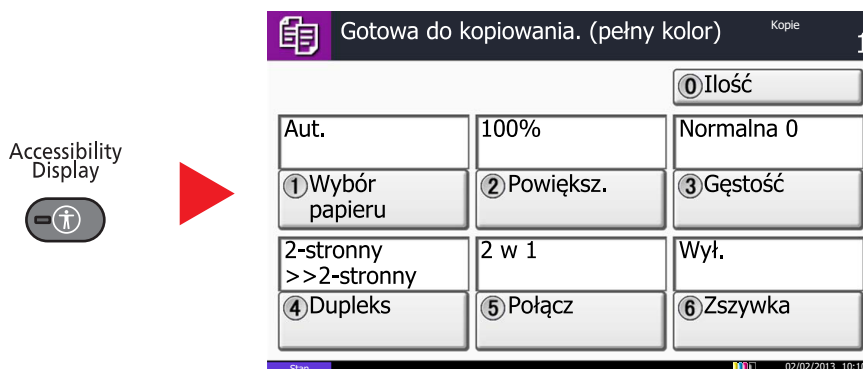 Accessibility
Display
Gotowa do kopiowania. (pełny kolor)
Kopie
0 Ilość
Aut.
100%
Normalna 0
1 Wybór
papieru
2 Powiększ.
3 Gęstość
2-stronny
>>2-stronny
2 w 1
Wył.
4 Dupleks
5 Połącz
6 Zszywka
02/02/2013